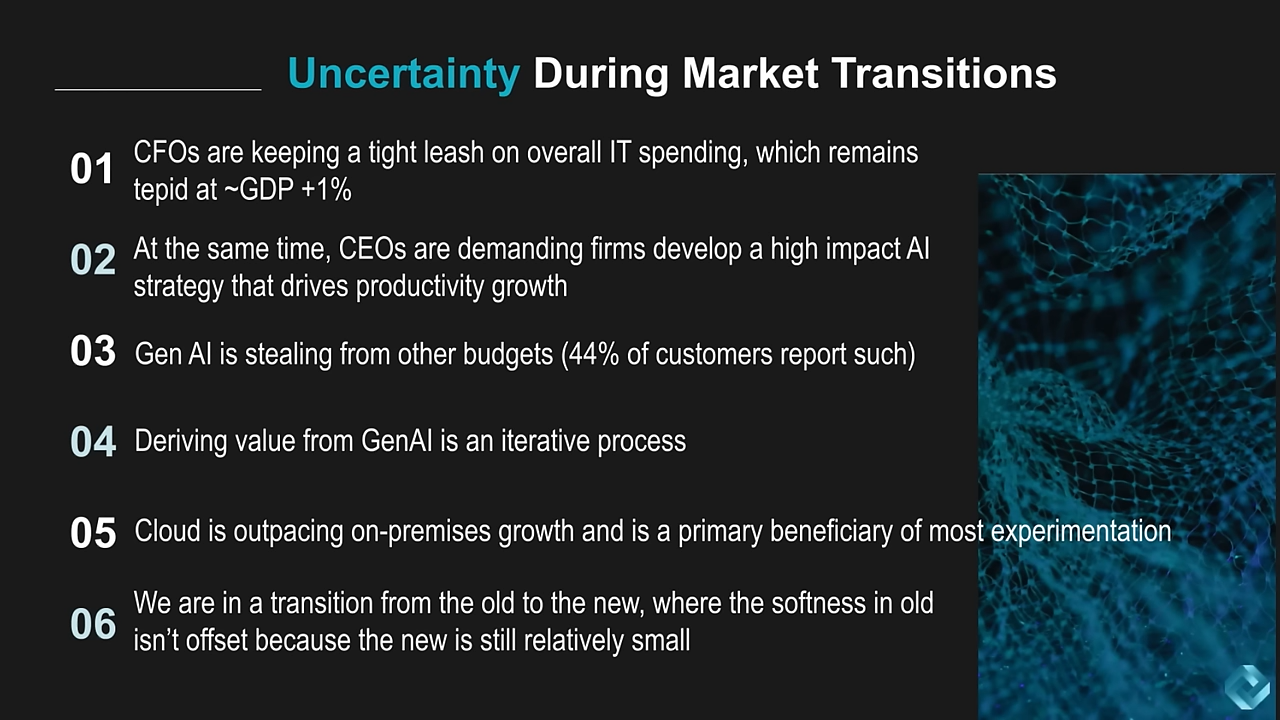 Uncertainty During Market Transitions
01
CFOs are keeping a tight leash on overall IT spending, which remains
tepid at ~GDP +1%
02
At the same time, CEOs are demanding firms develop a high impact AI
strategy that drives productivity growth
03
Gen AI is stealing from other budgets (44% of customers report such)
04
Deriving value from GenAI is an iterative process
05
Cloud is outpacing on-premises growth and is a primary beneficiary of most experimentation
06
We are in a transition from the old to the new, where the softness in old
isn’t offset because the new is still relatively small